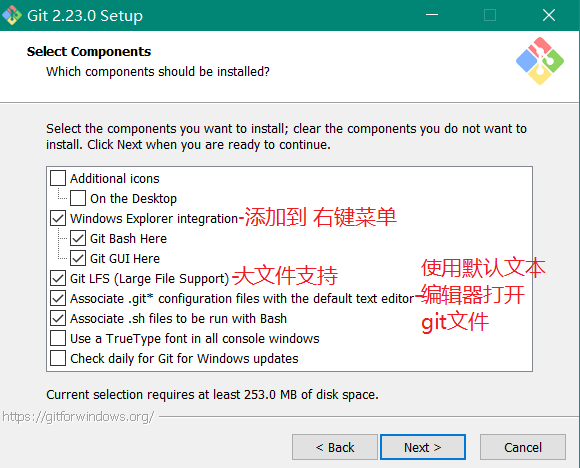 Git 2.23.0 Setup
Select Components
Which components should be installed?
Select the components you want to install; clear the components you do not want to
install. Click Next when you are ready to continue.
Additional icons
On the Desktop
Windows Explorer integration-添加到 右键菜单
Git Bash Here
Git GUI Here
Git LFS (Large File Support)-大文件支持
Associate .git* configuration files with the default text editor-使用默认文本
编辑器打开
git文件
Associate .sh files to be run with Bash
Use a TrueType font in all console windows
Check daily for Git for Windows updates
Current selection requires at least 253.0 MB of disk space.
https://gitforwindows.org/
< Back
Next >
Cancel